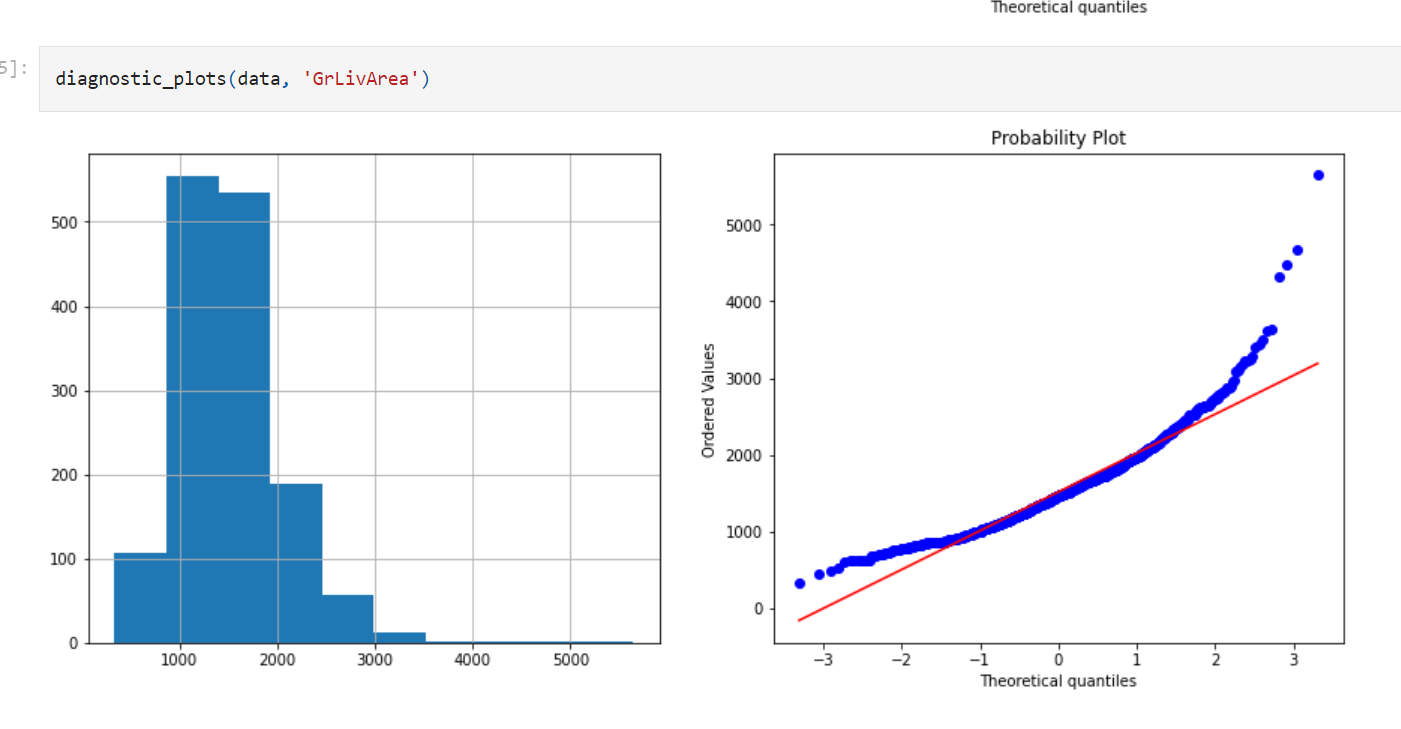 Theoretical quantiles
5]:
diagnostic_plots(data, 'GrLivArea')
500
400
300
200
100
0
1000 2000 3000 4000 5000
Probability Plot
Ordered Values
5000
4000
3000
2000
1000
0
−3 −2 −1 0 1 2 3
Theoretical quantiles